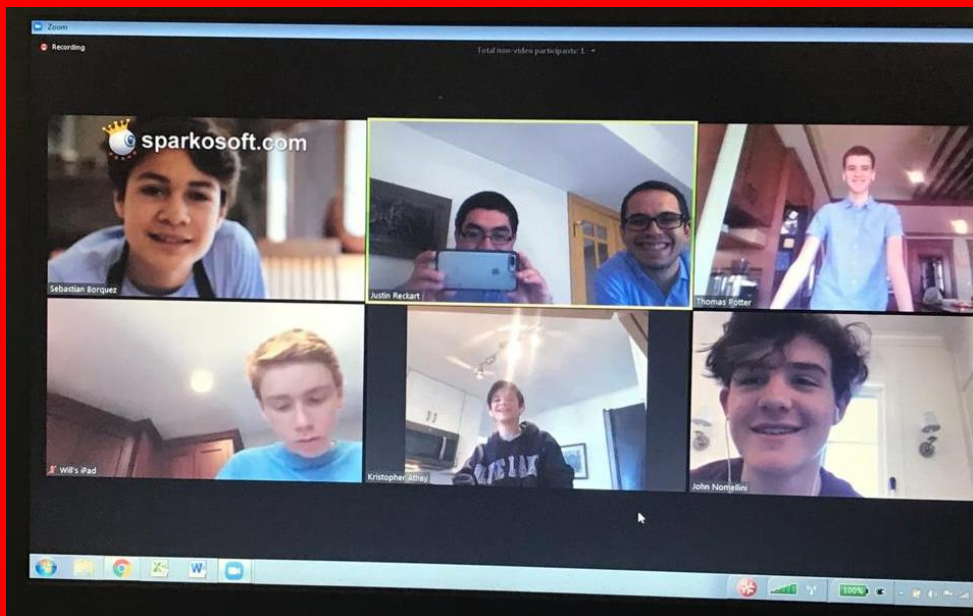 Zoom
Recording
Total non-video participants: 1
sparkosoft.com
Sebastian Borquez
Justin Reckart
Thomas Potter
Will's iPad
Kristopher Athey
John Nomellini
W
100%